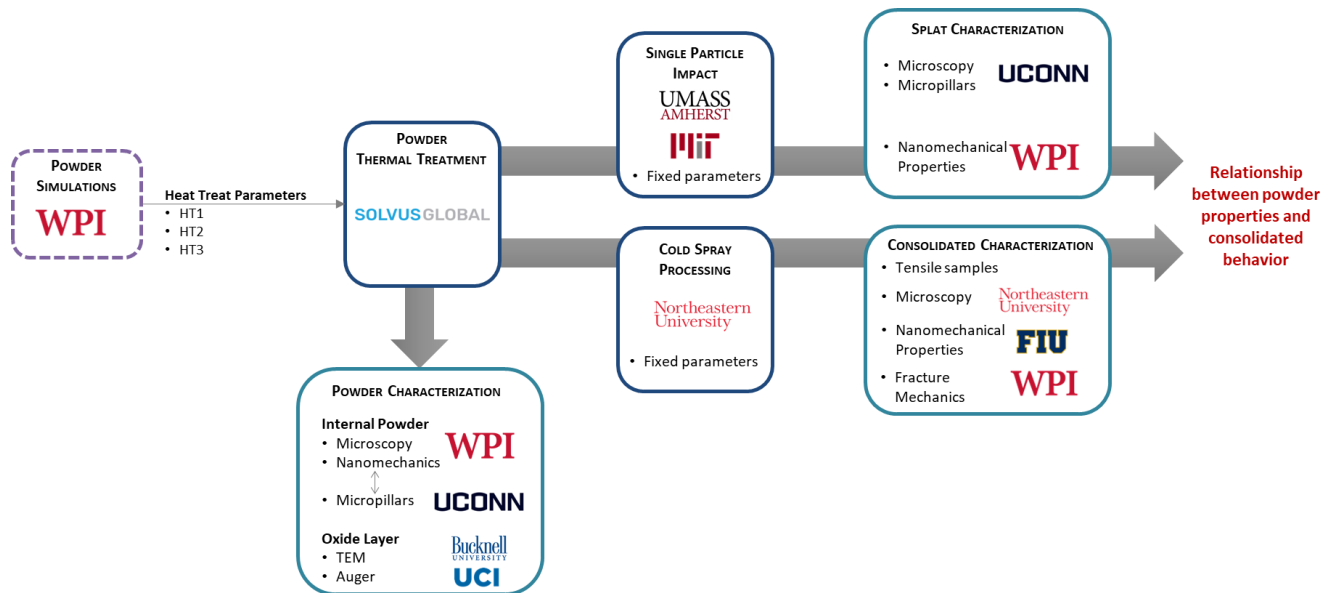 POWDER
SIMULATIONS
WPI
Heat Treat Parameters
• HT1
• HT2
• HT3
POWDER
THERMAL TREATMENT
SOLVUSGLOBAL
SINGLE PARTICLE
IMPACT
UMASS
AMHERST
MIT
• Fixed parameters
SPLAT CHARACTERIZATION
• Microscopy
• Micropillars
UCONN
• Nanomechanical
Properties
WPI
COLD SPRAY
PROCESSING
Northeastern
University
• Fixed parameters
CONSOLIDATED CHARACTERIZATION
• Tensile samples
• Microscopy
Northeastern
University
• Nanomechanical
Properties
FIU
• Fracture
Mechanics
WPI
Relationship
between powder
properties and
consolidated
behavior
POWDER CHARACTERIZATION
Internal Powder
• Microscopy
• Nanomechanics
WPI
• Micropillars
UCONN
Oxide Layer
• TEM
• Auger
Bucknell
UNIVERSITY
UCI